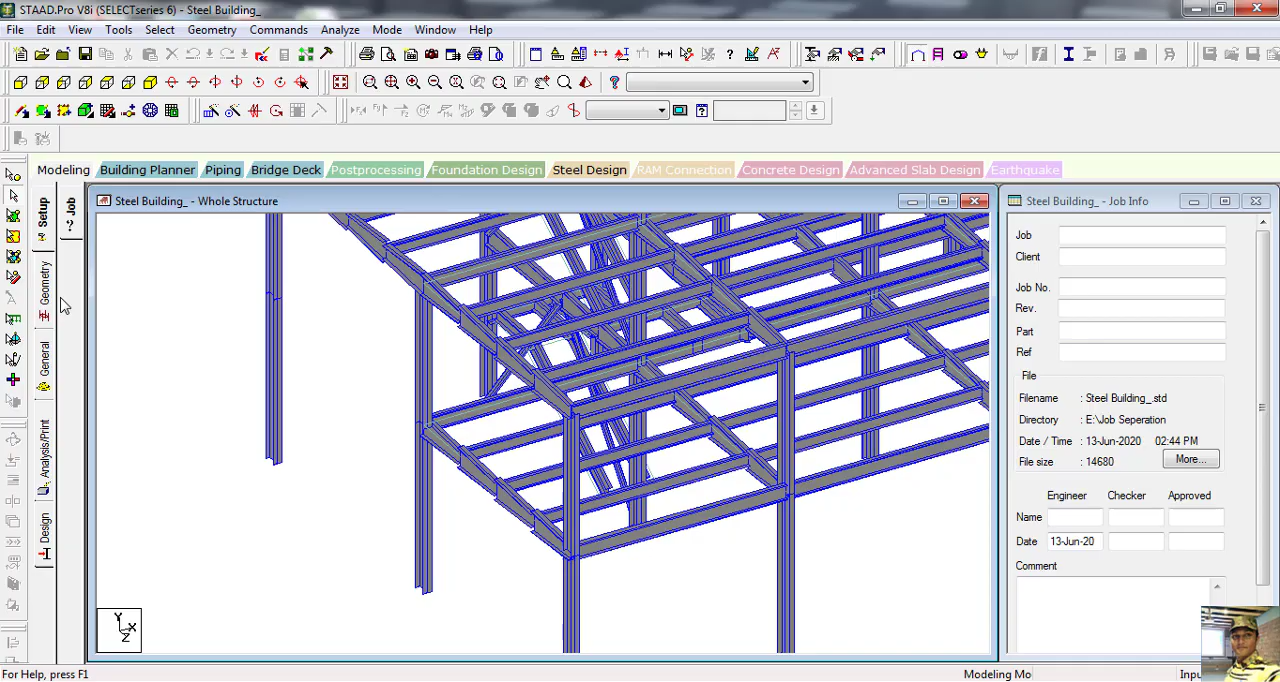 STAAD.Pro V8i (SELECTseries 6) - Steel Building_
File Edit View Tools Select Geometry Commands Analyze Mode Window Help
Modeling Building Planner Piping Bridge Deck Postprocessing Foundation Design Steel Design RAM Connection Concrete Design Advanced Slab Design Earthquake
Setup
Geometry
General
Analysis/Print
Design
Job
Steel Building_ - Whole Structure
Y
X
Z
Steel Building_ - Job Info
Job
Client
Job No.
Rev.
Part
Ref
File
Filename : Steel Building_.std
Directory : E:\Job Seperation
Date / Time : 13-Jun-2020 02:44 PM
File size : 14680 More...
Engineer Checker Approved
Name
Date 13-Jun-20
Comment
For Help, press F1
Modeling Mo
Inpu